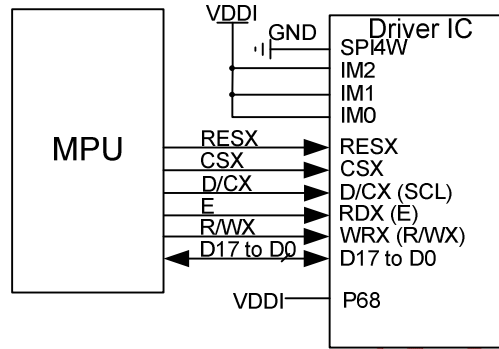 VDDI
GND
Driver IC
SPI4W
IM2
IM1
IM0
MPU
RESX
RESX
CSX
CSX
D/CX
D/CX (SCL)
E
RDX (E)
R/WX
WRX (R/WX)
D17 to D0
D17 to D0
VDDI
P68